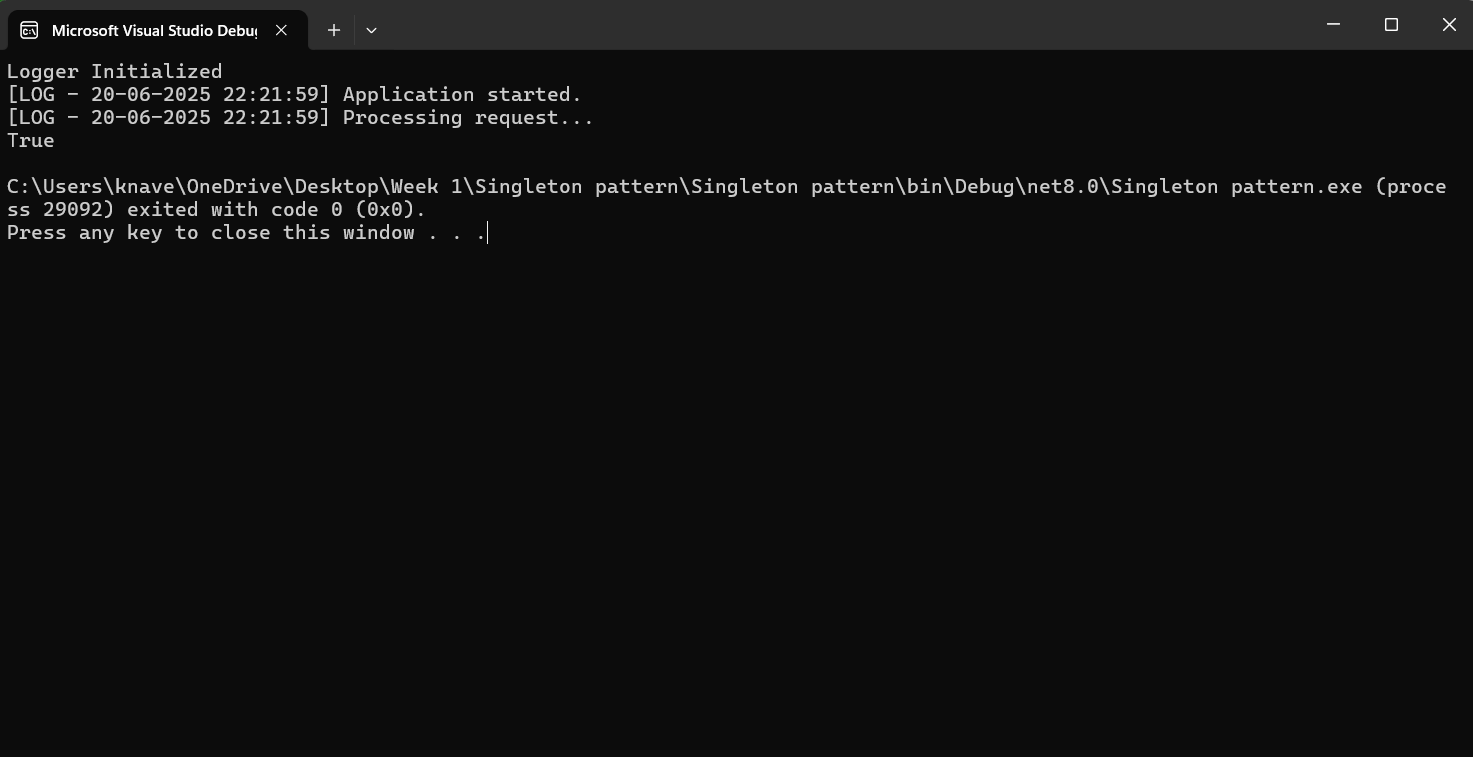 Microsoft Visual Studio Debu
Logger Initialized
[LOG - 20-06-2025 22:21:59] Application started.
[LOG - 20-06-2025 22:21:59] Processing request...
True
C:\Users\knave\OneDrive\Desktop\Week 1\Singleton pattern\Singleton pattern\bin\Debug\net8.0\Singleton pattern.exe (proce
ss 29092) exited with code 0 (0x0).
Press any key to close this window . . .